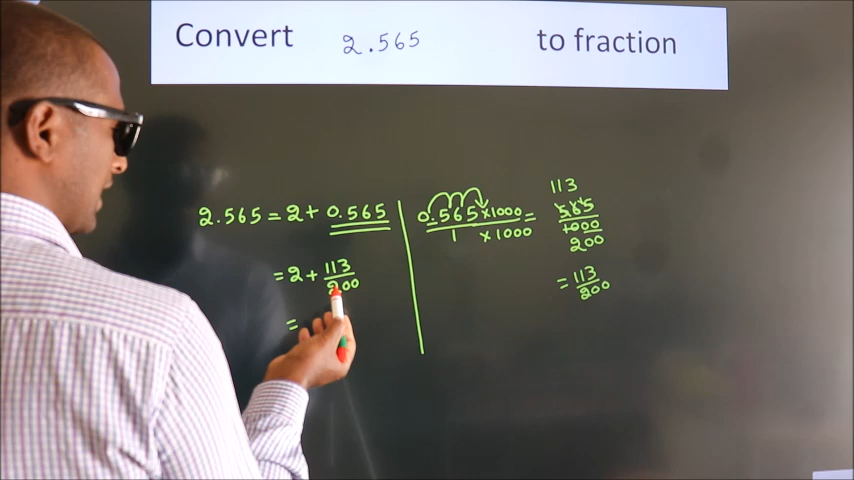 Convert 2.565 to fraction
2.565 = 2 + 0.565
= 2 + 113/200
=
0.565 × 1000 / 1 × 1000 =
113
565
1000
200
= 113/200